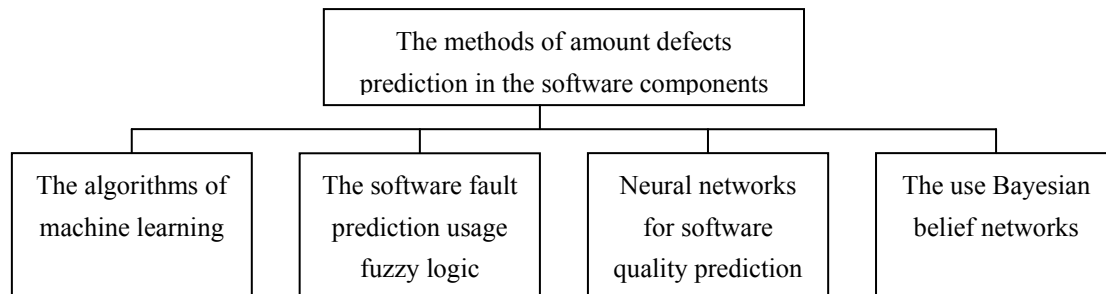 The methods of amount defects
prediction in the software components
The algorithms of
machine learning
The software fault
prediction usage
fuzzy logic
Neural networks
for software
quality prediction
The use Bayesian
belief networks